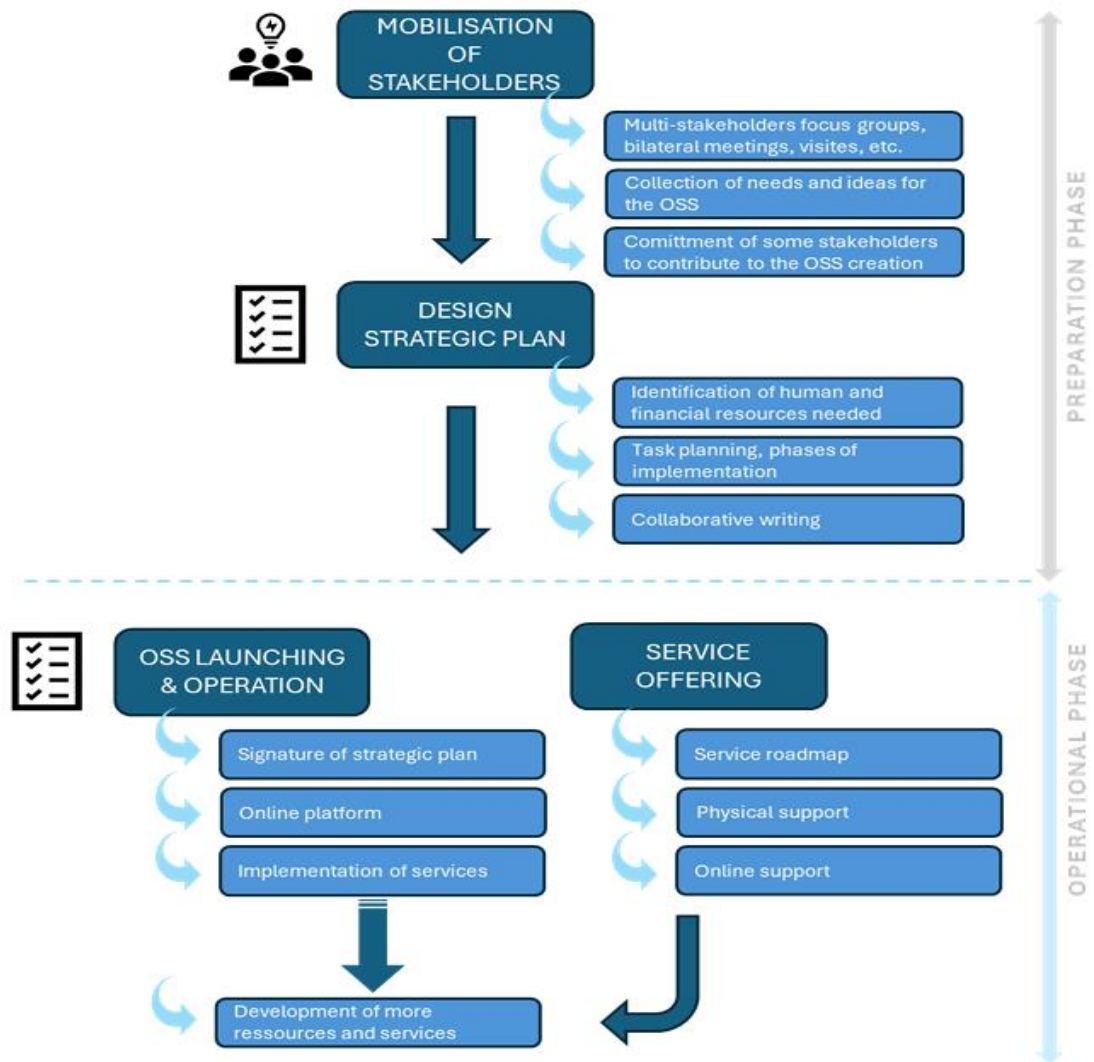 MOBILISATION
OF
STAKEHOLDERS
Multi-stakeholders focus groups,
bilateral meetings, visites, etc.
Collection of needs and ideas for
the OSS
Comittment of some stakeholders
to contribute to the OSS creation
DESIGN
STRATEGIC PLAN
Identification of human and
financial resources needed
Task planning, phases of
implementation
Collaborative writing
PREPARATION PHASE
OSS LAUNCHING
& OPERATION
Signature of strategic plan
Online platform
Implementation of services
SERVICE
OFFERING
Service roadmap
Physical support
Online support
Development of more
ressources and services
OPERATIONAL PHASE